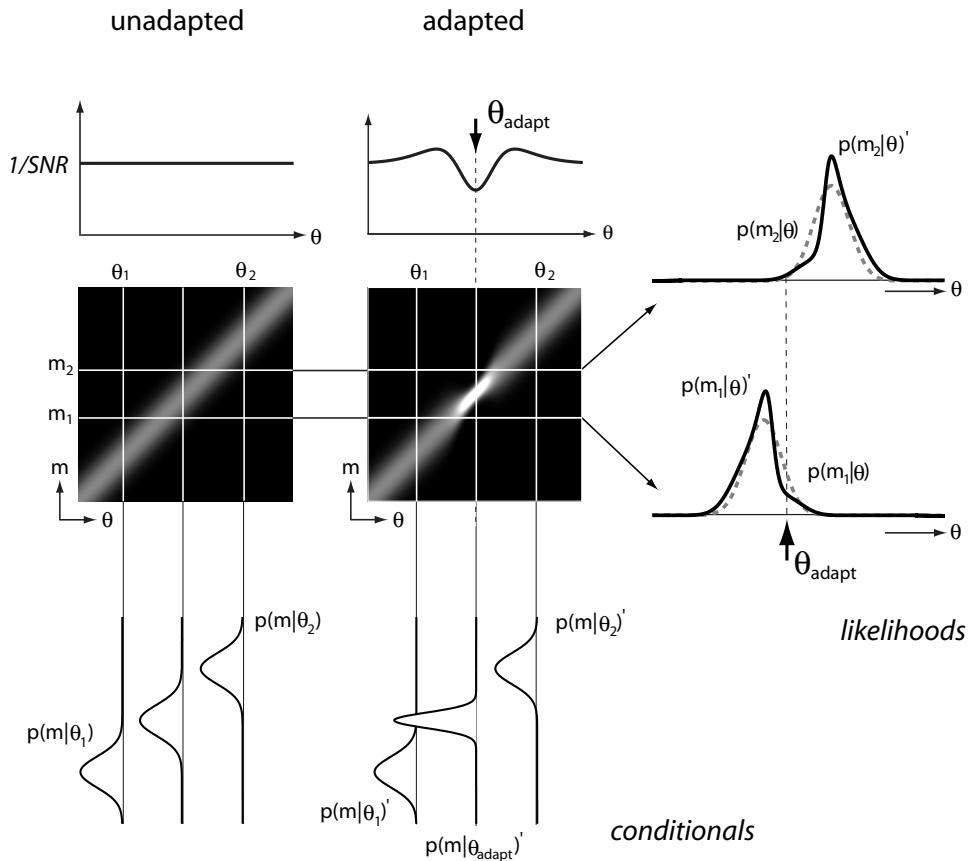 unadapted
adapted
θadapt
1/SNR
θ
θ
p(m₂|θ)'
p(m₂|θ)
θ
θ₁
θ₂
θ₁
θ₂
m₂
m₁
m
θ
m
θ
p(m₁|θ)'
p(m₁|θ)
θ
θadapt
likelihoods
p(m|θ₂)
p(m|θ₂)'
p(m|θ₁)
p(m|θ₁)'
p(m|θadapt)'
conditionals